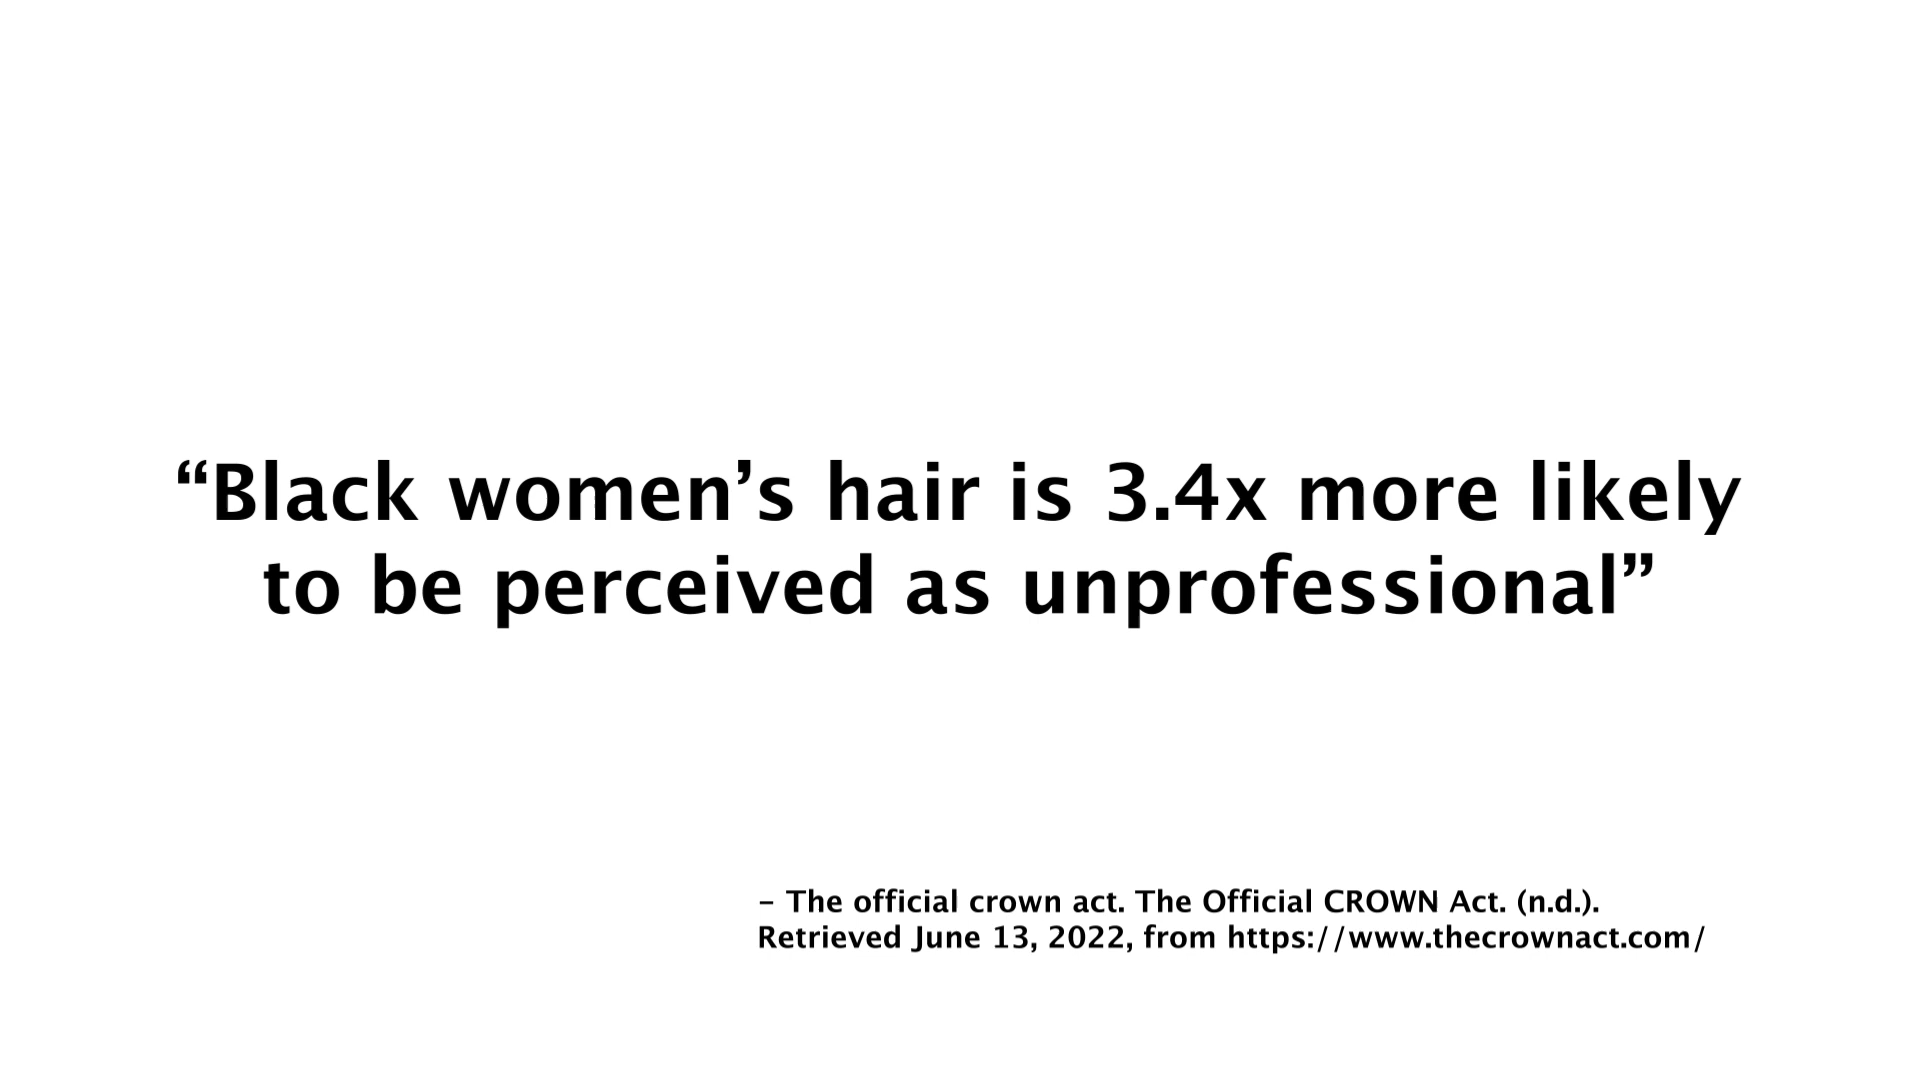 “Black women’s hair is 3.4x more likely
to be perceived as unprofessional”
– The official crown act. The Official CROWN Act. (n.d.).
Retrieved June 13, 2022, from https://www.thecrownact.com/